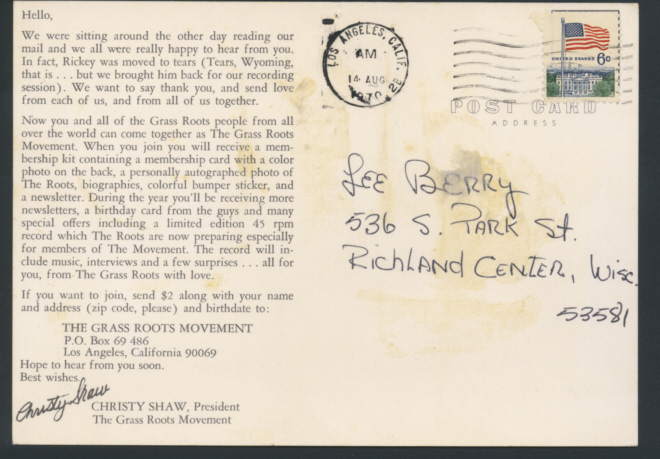 Hello,
We were sitting around the other day reading our
mail and we all were really happy to hear from you.
In fact, Rickey was moved to tears (Tears, Wyoming,
that is . . . but we brought him back for our recording
session). We want to say thank you, and send love
from each of us, and from all of us together.
Now you and all of the Grass Roots people from all
over the world can come together as The Grass Roots
Movement. When you join you will receive a mem-
bership kit containing a membership card with a color
photo on the back, a personally autographed photo of
The Roots, biographies, colorful bumper sticker, and
a newsletter. During the year you'll be receiving more
newsletters, a birthday card from the guys and many
special offers including a limited edition 45 rpm
record which The Roots are now preparing especially
for members of The Movement. The record will in-
clude music, interviews and a few surprises . . . all for
you, from The Grass Roots with love.
If you want to join, send $2 along with your name
and address (zip code, please) and birthdate to:
THE GRASS ROOTS MOVEMENT
P.O. Box 69 486
Los Angeles, California 90069
Hope to hear from you soon.
Best wishes,
Christy Shaw
CHRISTY SHAW, President
The Grass Roots Movement
LOS ANGELES, CALIF.
AM
14 AUG
1970
UNITED STATES 6c
POST CARD
ADDRESS
LEE BERRY
536 S. PARK St.
RICHLAND CENTER, WISC.
53581